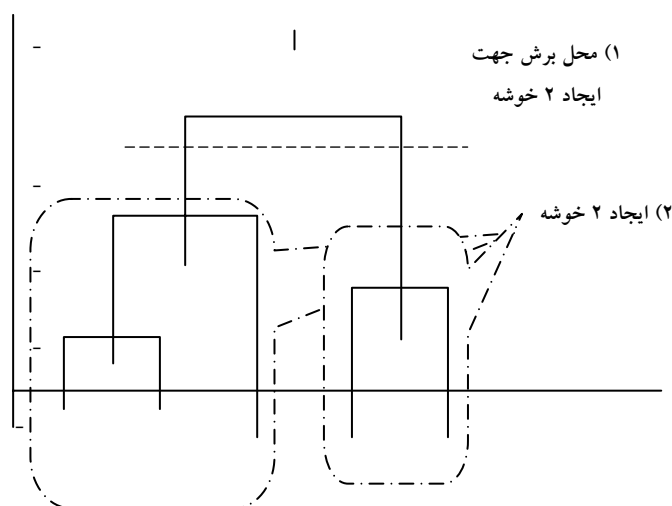 ۱) محل برش جهت
ایجاد ۲ خوشه
۲) ایجاد ۲ خوشه